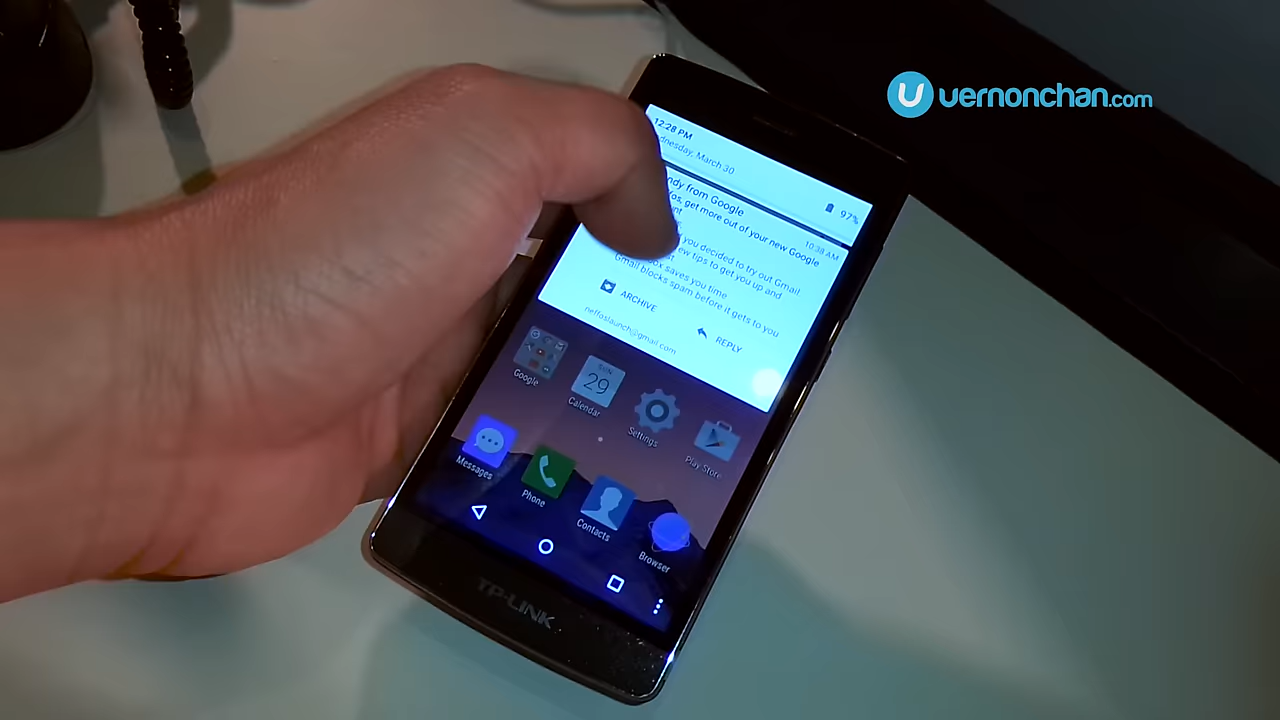 vernonchan.com
12:28 PM
March 30
97%
from Google
get more out of your new Google
10:38 AM
you decided to try out Gmail
tips to get you up and
saves you time
Gmail blocks spam before it gets to you
ARCHIVE
REPLY
neffoslaunch@gmail.com
Google
SUN
29
Calendar
Settings
Play Store
Messages
Phone
Contacts
Browser
TP-LINK